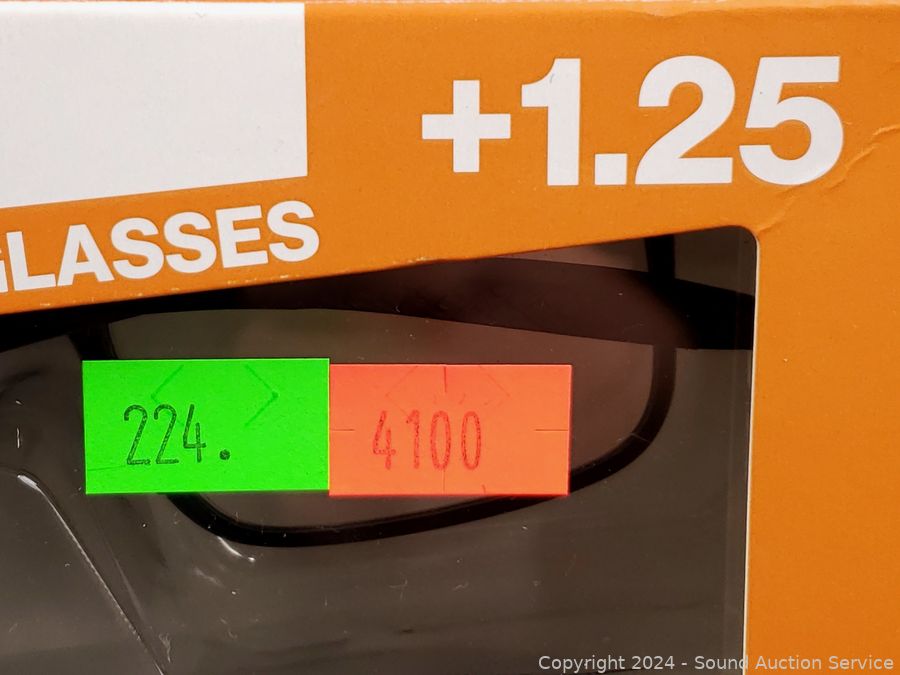 +1.25
GLASSES
224.
4100
Copyright 2024 - Sound Auction Service